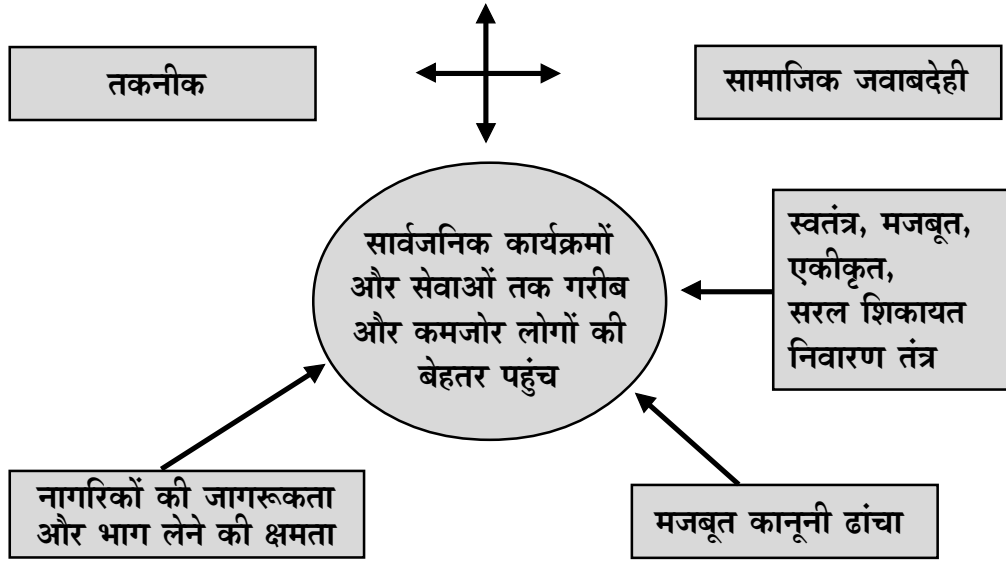 तकनीक
सामाजिक जवाबदेही
सार्वजनिक कार्यक्रमों
और सेवाओं तक गरीब
और कमजोर लोगों की
बेहतर पहुंच
स्वतंत्र, मजबूत,
एकीकृत,
सरल शिकायत
निवारण तंत्र
नागरिकों की जागरूकता
और भाग लेने की क्षमता
मजबूत कानूनी ढांचा